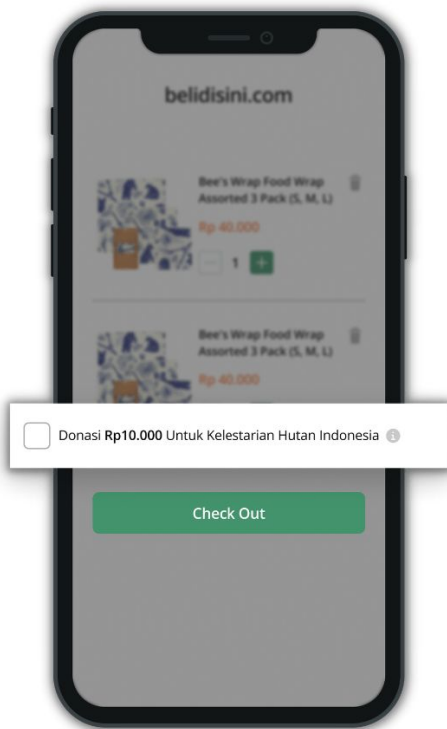 belidisini.com
Bee's Wrap Food Wrap
Assorted 3 Pack (S, M, L)
Rp 40.000
1
Bee's Wrap Food Wrap
Assorted 3 Pack (S, M, L)
Rp 40.000
Donasi Rp10.000 Untuk Kelestarian Hutan Indonesia
Check Out